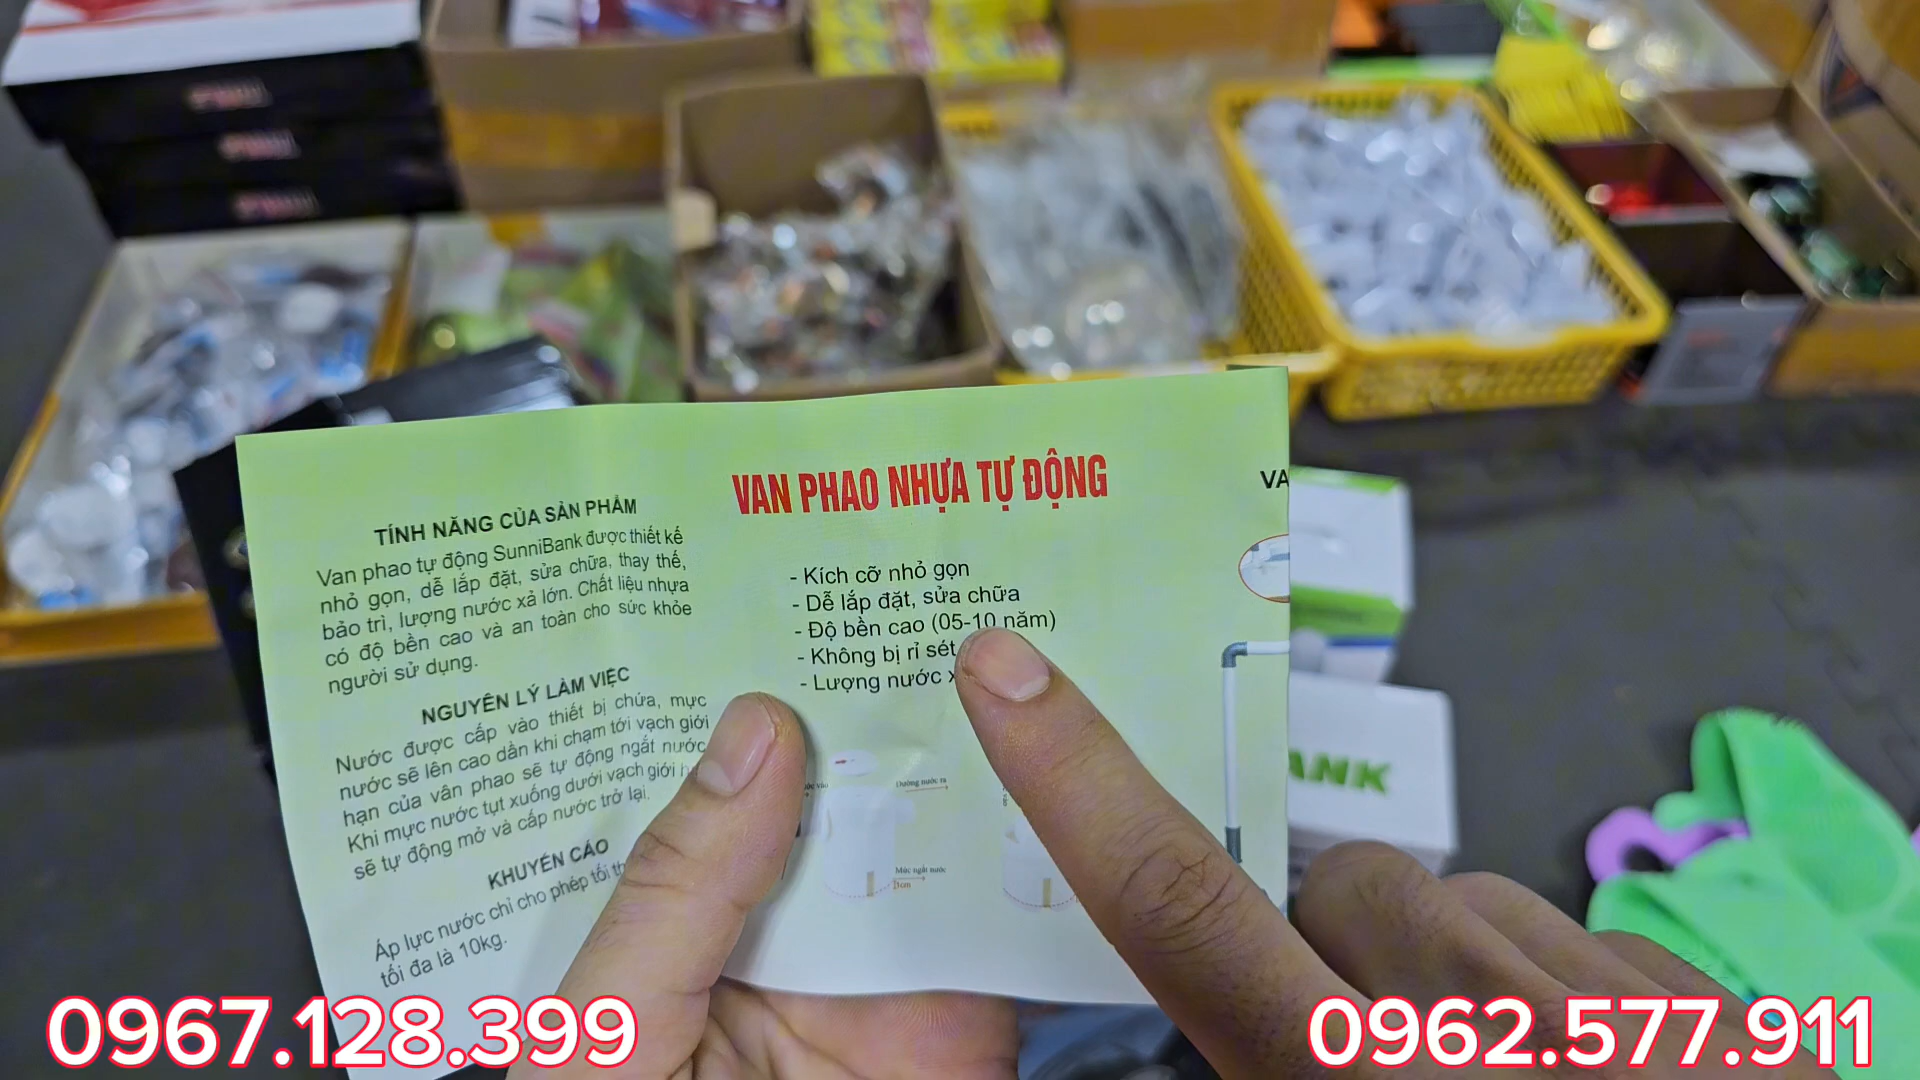 TÍNH NĂNG CỦA SẢN PHẨM
Van phao tự động SunniBank được thiết kế
nhỏ gọn, dễ lắp đặt, sửa chữa, thay thế,
bảo trì, lượng nước xả lớn. Chất liệu nhựa
có độ bền cao và an toàn cho sức khỏe
người sử dụng.
NGUYÊN LÝ LÀM VIỆC
Nước được cấp vào thiết bị chứa, mực
nước sẽ lên cao dần khi chạm tới vạch giới
hạn của vân phao sẽ tự động ngắt nước
Khi mực nước tụt xuống dưới vạch giới
sẽ tự động mở và cấp nước trở lại.
KHUYẾN CÁO
Áp lực nước chỉ cho phép tối
tối đa là 10kg.
VAN PHAO NHỰA TỰ ĐỘNG
- Kích cỡ nhỏ gọn
- Dễ lắp đặt, sửa chữa
- Độ bền cao (05-10 năm)
- Không bị rỉ sét
- Lượng nước
Đường nước ra
Mức ngắt nước
VA
ANK
0967.128.399
0962.577.911